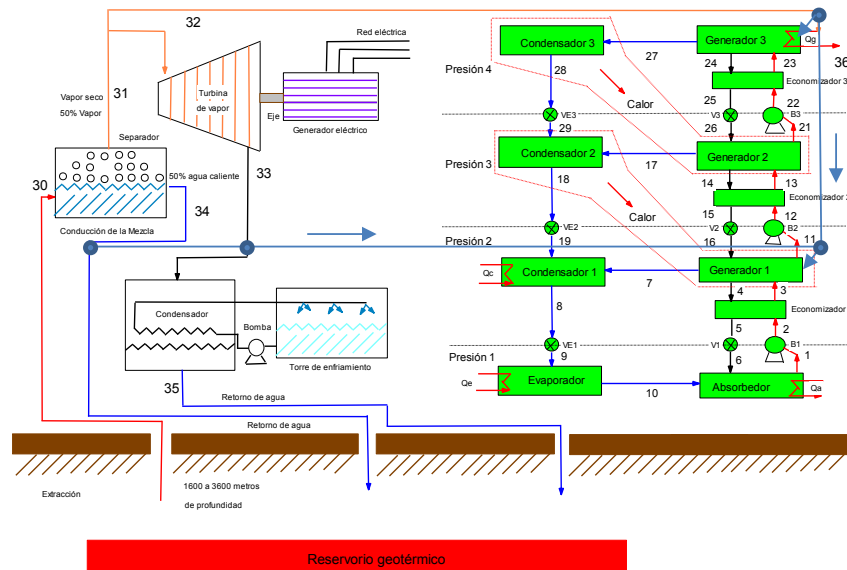 32
Red eléctrica
31
Vapor seco
50% Vapor
Turbina
de vapor
Eje
Generador eléctrico
Separador
30
50% agua caliente
33
34
Conducción de la Mezcla
Condensador
Bomba
Torre de enfriamiento
35
Retorno de agua
Retorno de agua
Extracción
1600 a 3600 metros
de profundidad
Reservorio geotérmico
Condensador 3
27
Generador 3
Qg
36
Presión 4
28
Calor
24
23
Economizador 3
25
22
VE3
V3
B3
29
26
21
Presión 3
Condensador 2
17
Generador 2
18
14
13
Calor
Economizador 2
15
12
VE2
V2
B2
Presión 2
19
16
11
Qc
Condensador 1
7
Generador 1
8
4
3
Economizador
5
2
VE1
V1
B1
Presión 1
9
6
1
Qe
Evaporador
10
Absorbedor
Qa